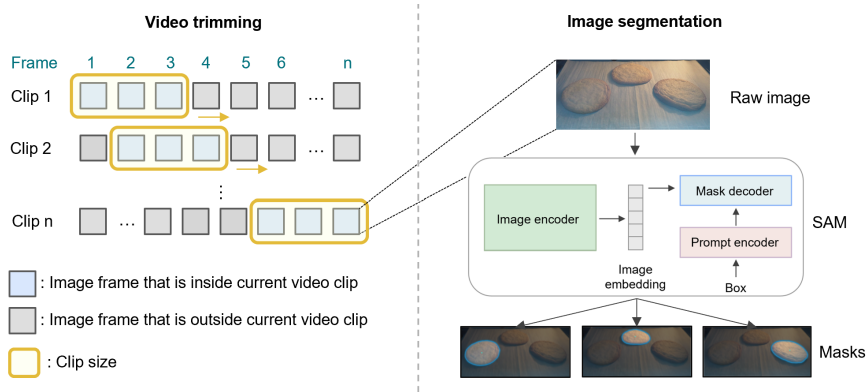 Video trimming
Frame 1 2 3 4 5 6 n
Clip 1 ...
Clip 2 ...
⋮
Clip n ...
: Image frame that is inside current video clip
: Image frame that is outside current video clip
: Clip size
Image segmentation
Raw image
Image encoder
Mask decoder
Prompt encoder
SAM
Image
embedding
Box
Masks